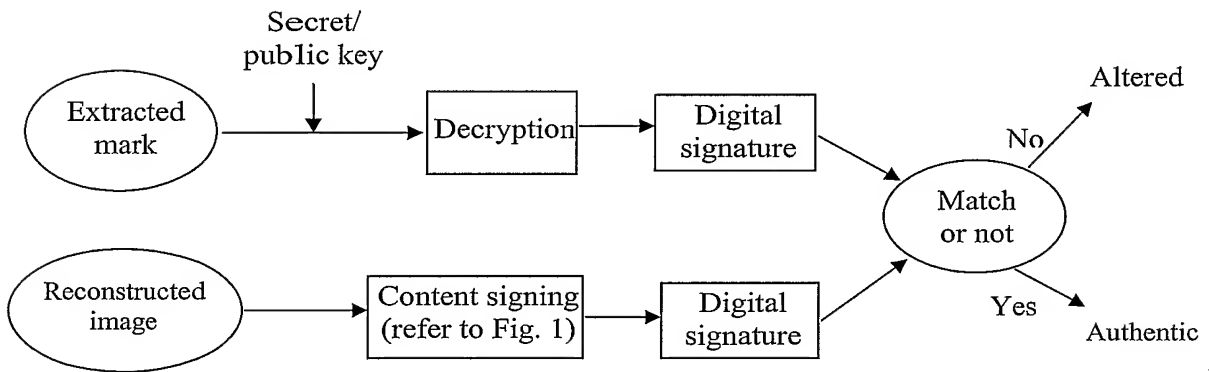 Secret/
public key
Extracted
mark
Decryption
Digital
signature
Altered
No
Match
or not
Yes
Authentic
Reconstructed
image
Content signing
(refer to Fig. 1)
Digital
signature